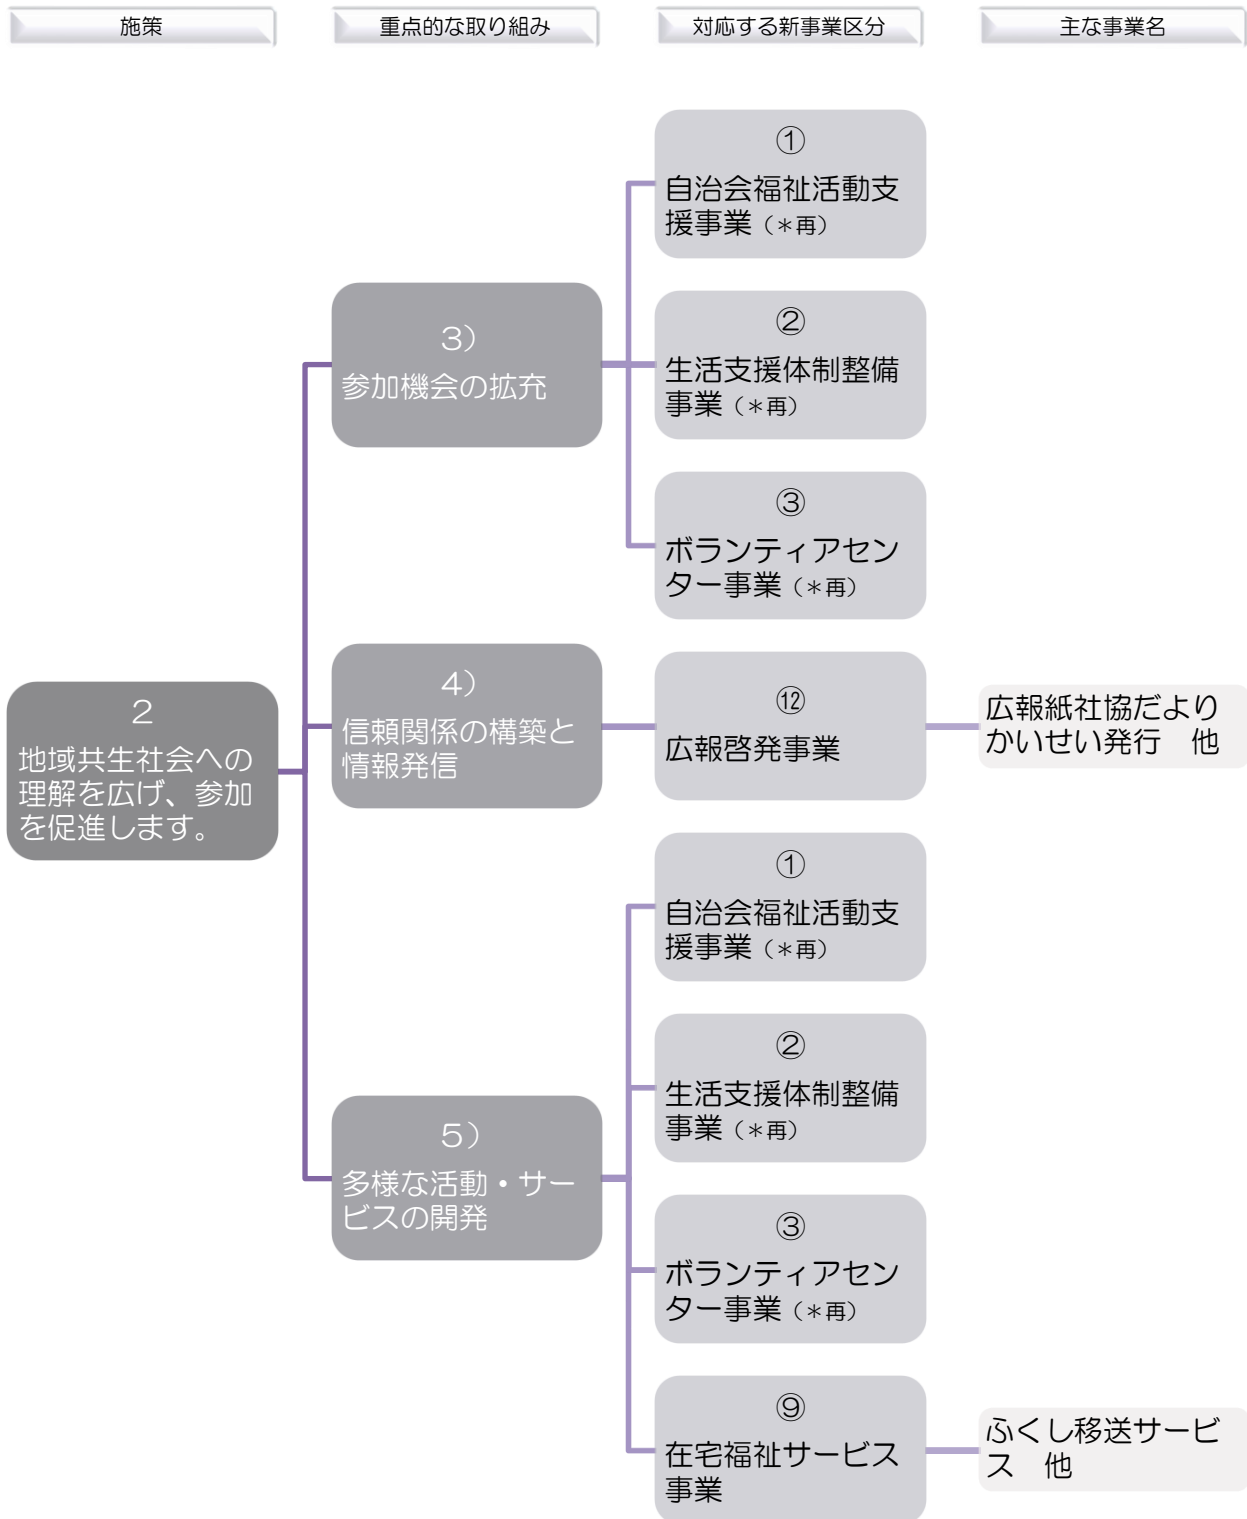 施策
重点的な取り組み
対応する新事業区分
主な事業名
2
地域共生社会への
理解を広げ、参加
を促進します。
3）
参加機会の拡充
①
自治会福祉活動支
援事業（＊再）
②
生活支援体制整備
事業（＊再）
③
ボランティアセン
ター事業（＊再）
4）
信頼関係の構築と
情報発信
⑫
広報啓発事業
広報紙社協だより
かいせい発行　他
5）
多様な活動・サー
ビスの開発
①
自治会福祉活動支
援事業（＊再）
②
生活支援体制整備
事業（＊再）
③
ボランティアセン
ター事業（＊再）
⑨
在宅福祉サービス
事業
ふくし移送サービ
ス　他